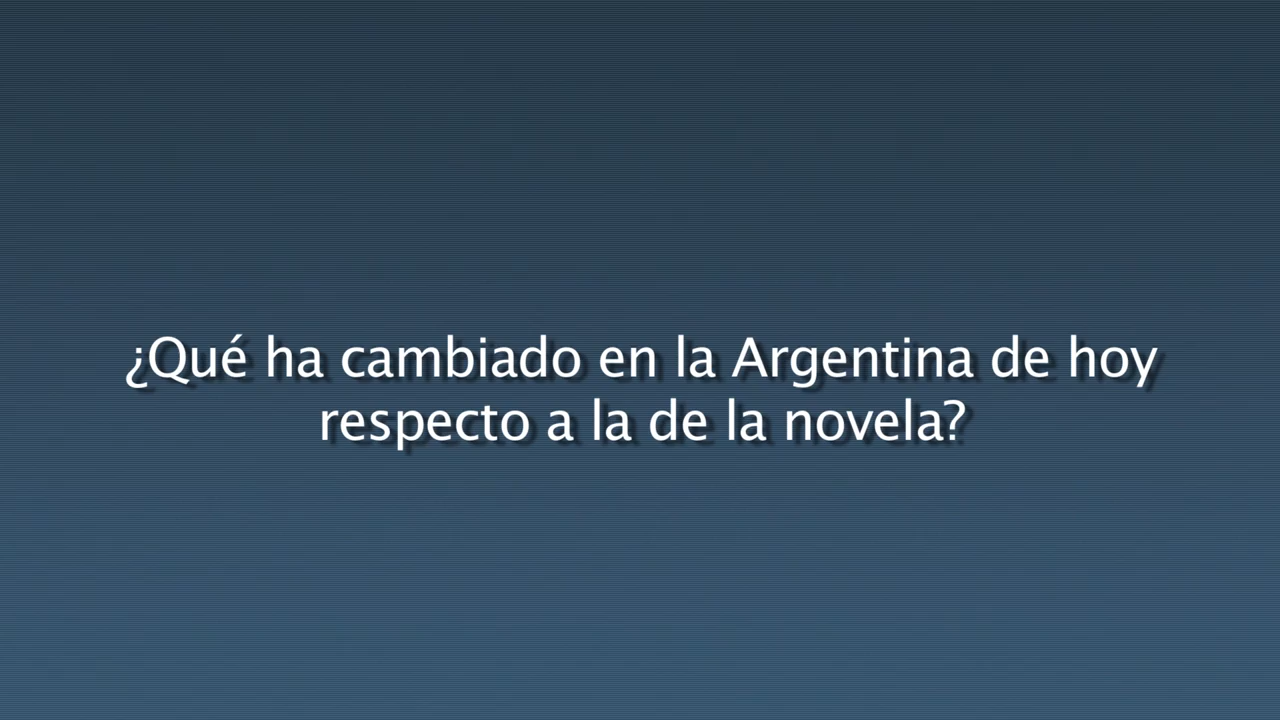 ¿Qué ha cambiado en la Argentina de hoy
respecto a la de la novela?